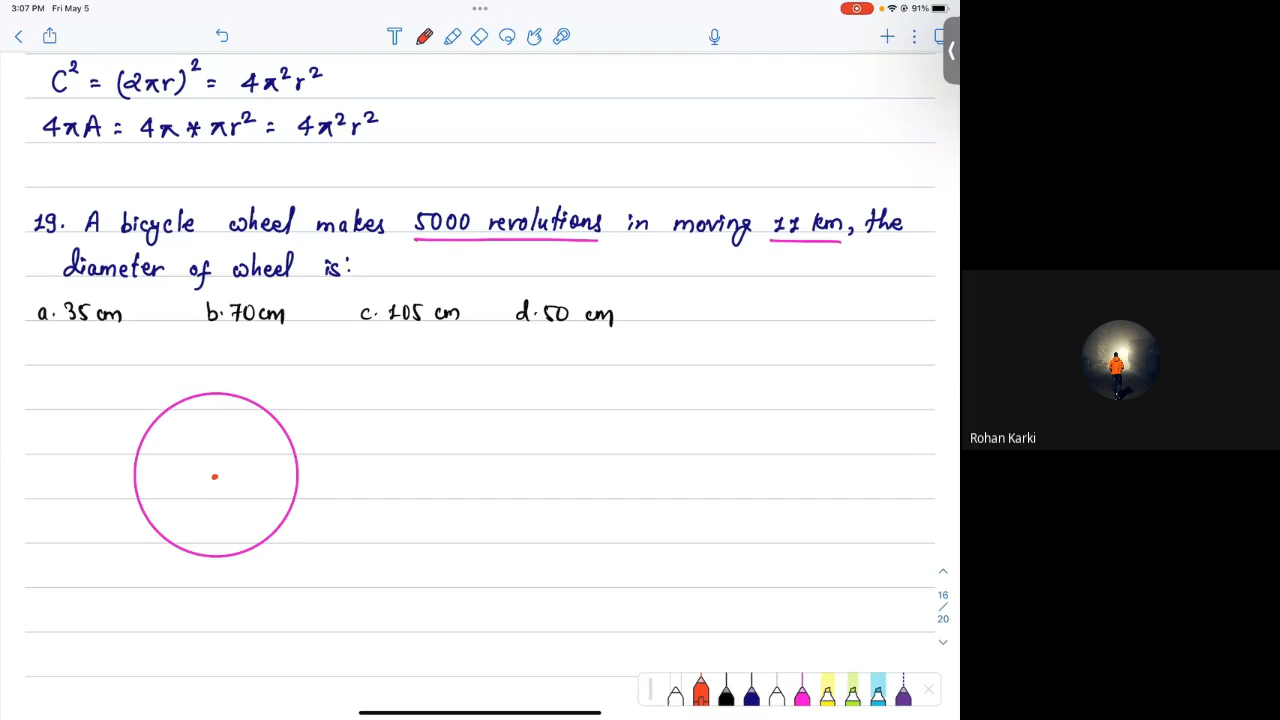 3:07 PM Fri May 5
91%
C² = (2πr)² = 4π²r²
4πA = 4π * πr² = 4π²r²
19. A bicycle wheel makes 5000 revolutions in moving 11 km, the
diameter of wheel is:
a. 35 cm b. 70 cm c. 105 cm d. 50 cm
Rohan Karki
16
/
20